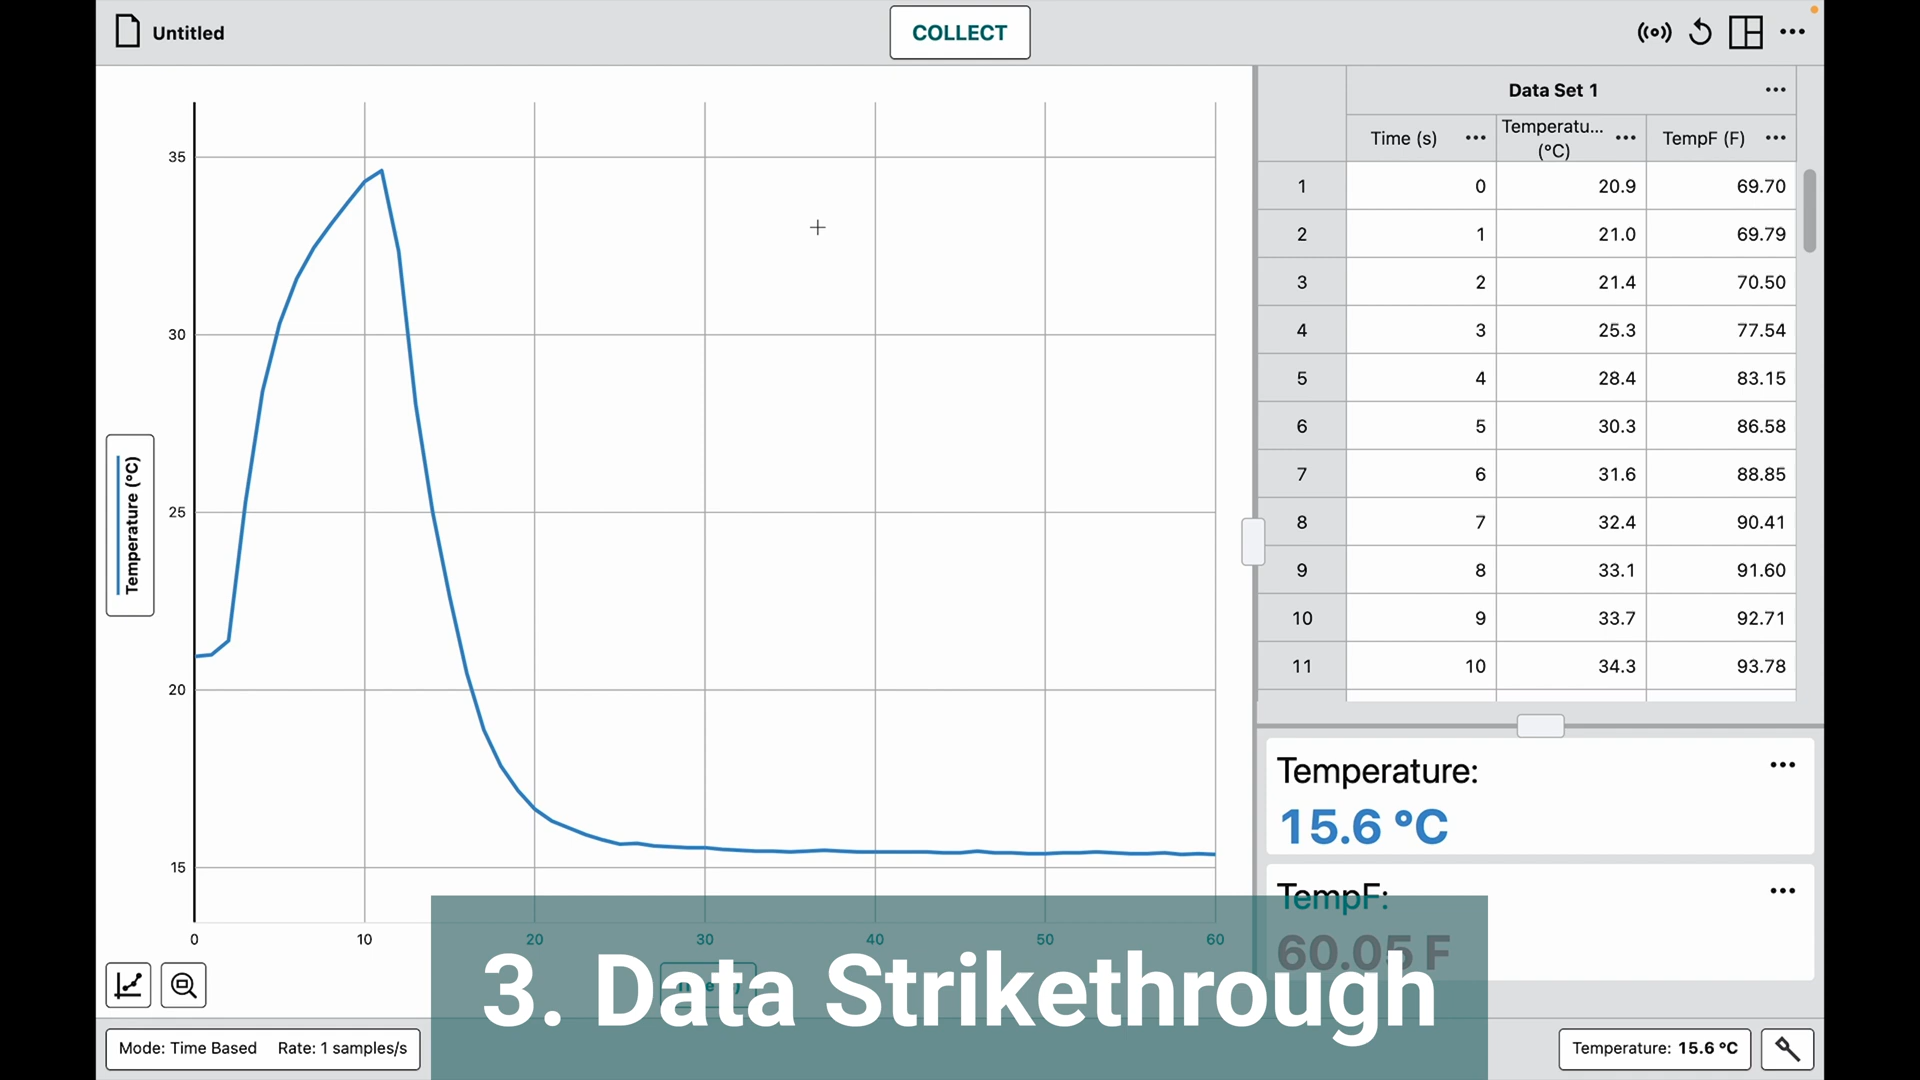 Untitled
COLLECT
Data Set 1
Time (s)
Temperatu...
(°C)
TempF (F)
1 0 20.9 69.70
2 1 21.0 69.79
3 2 21.4 70.50
4 3 25.3 77.54
5 4 28.4 83.15
6 5 30.3 86.58
7 6 31.6 88.85
8 7 32.4 90.41
9 8 33.1 91.60
10 9 33.7 92.71
11 10 34.3 93.78
35
30
25
20
15
Temperature (°C)
0 10 20 30 40 50 60
Temperature:
15.6 °C
TempF:
60.05 F
3. Data Strikethrough
Mode: Time Based Rate: 1 samples/s
Temperature: 15.6 °C